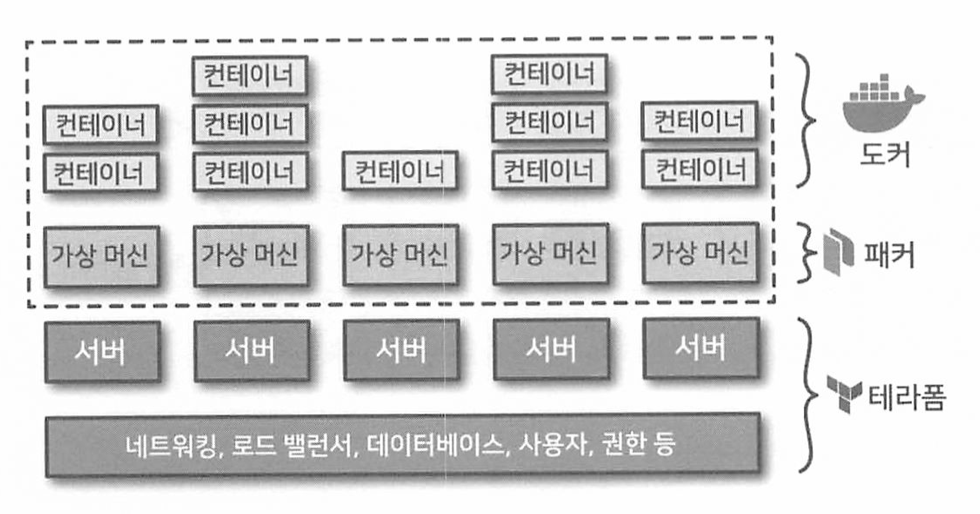 컨테이너 컨테이너
컨테이너 컨테이너 컨테이너 컨테이너
컨테이너 컨테이너 컨테이너 컨테이너 컨테이너
도커
가상 머신 가상 머신 가상 머신 가상 머신 가상 머신
패커
서버 서버 서버 서버 서버
테라폼
네트워킹, 로드 밸런서, 데이터베이스, 사용자, 권한 등